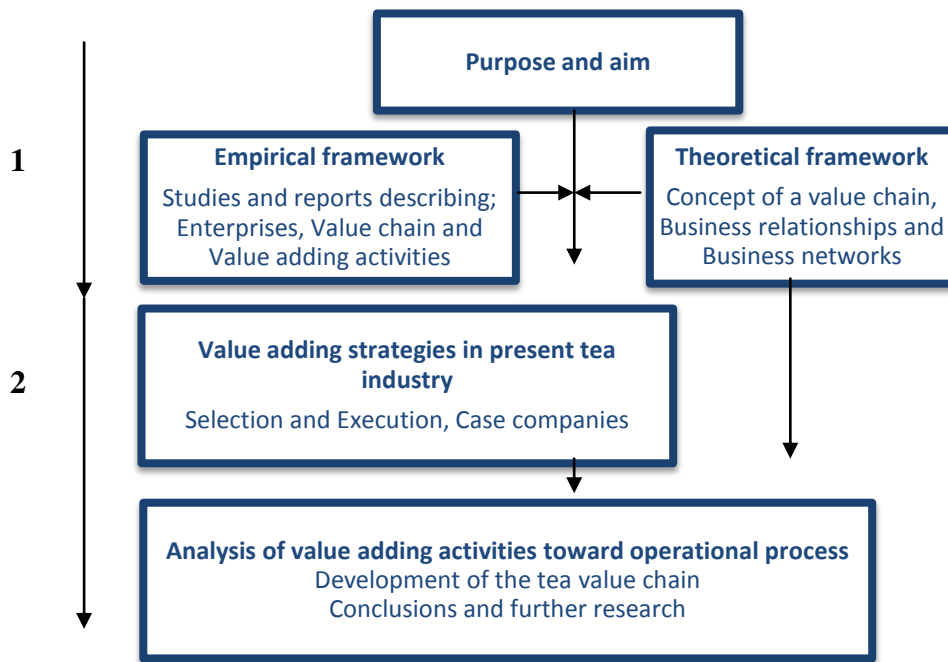 Purpose and aim
1
Empirical framework
Studies and reports describing;
Enterprises, Value chain and
Value adding activities
Theoretical framework
Concept of a value chain,
Business relationships and
Business networks
2
Value adding strategies in present tea
industry
Selection and Execution, Case companies
Analysis of value adding activities toward operational process
Development of the tea value chain
Conclusions and further research